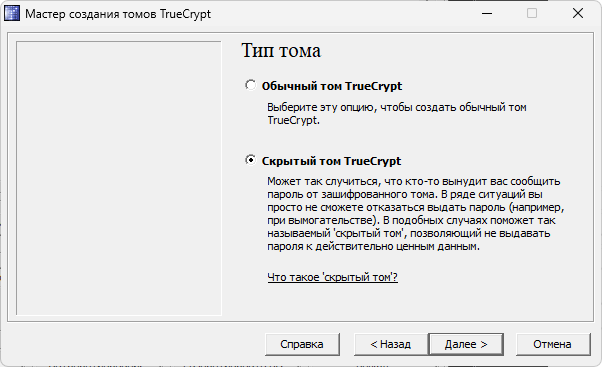 Мастер создания томов TrueCrypt
Тип тома
Обычный том TrueCrypt
Выберите эту опцию, чтобы создать обычный том
TrueCrypt.
Скрытый том TrueCrypt
Может так случиться, что кто-то вынудит вас сообщить
пароль от зашифрованного тома. В ряде ситуаций вы
просто не сможете отказаться выдать пароль (например,
при вымогательстве). В подобных случаях поможет так
называемый 'скрытый том', позволяющий не выдавать
пароля к действительно ценным данным.
Что такое 'скрытый том'?
Справка
< Назад
Далее >
Отмена